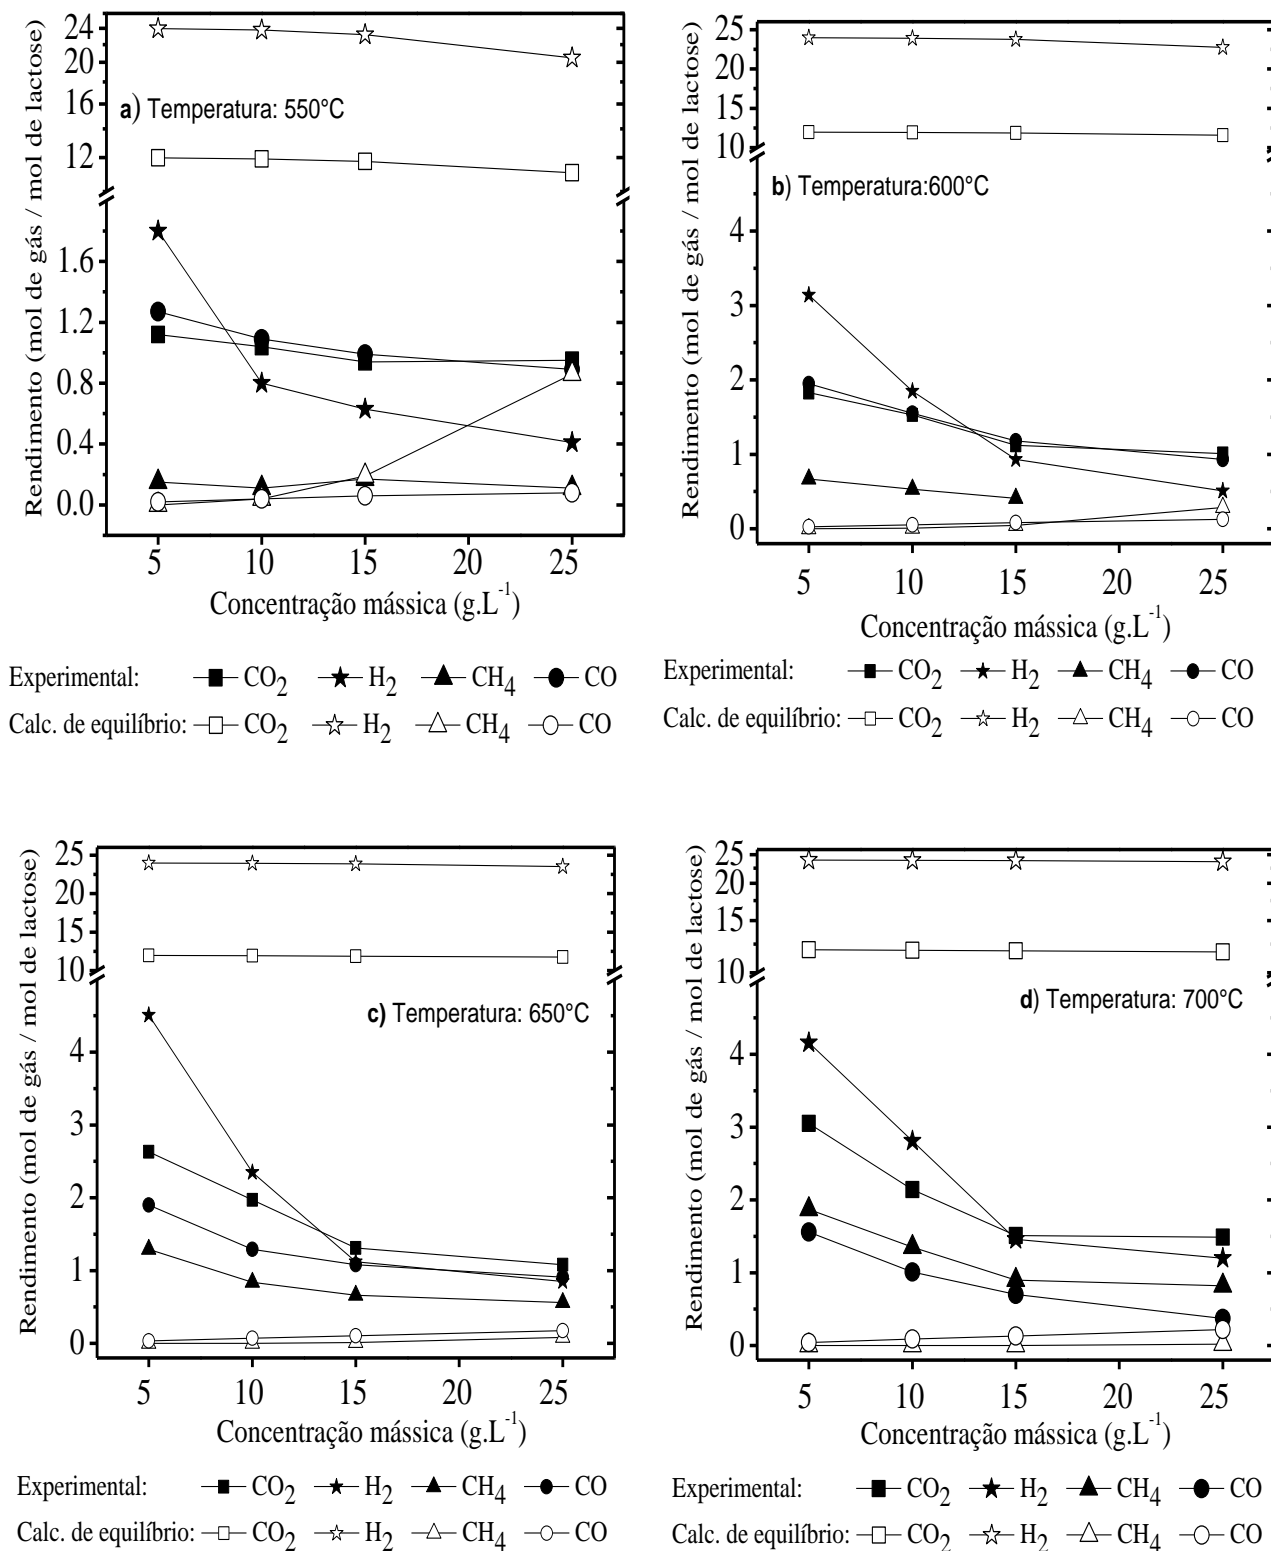 Rendimento (mol de gás / mol de lactose)
24
20
16
12
1.6
1.2
0.8
0.4
0.0
a) Temperatura: 550°C
5 10 15 20 25
Concentração mássica (g.L-1)
Experimental: CO2 H2 CH4 CO
Calc. de equilíbrio: CO2 H2 CH4 CO
Rendimento (mol de gás / mol de lactose)
25
20
15
10
4
3
2
1
0
b) Temperatura:600°C
5 10 15 20 25
Concentração mássica (g.L-1)
Experimental: CO2 H2 CH4 CO
Calc. de equilíbrio: CO2 H2 CH4 CO
Rendimento (mol de gás / mol de lactose)
25
20
15
10
4
3
2
1
0
c) Temperatura: 650°C
5 10 15 20 25
Concentração mássica (g.L-1)
Experimental: CO2 H2 CH4 CO
Calc. de equilíbrio: CO2 H2 CH4 CO
Rendimento (mol de gás / mol de lactose)
25
20
15
10
4
3
2
1
0
d) Temperatura: 700°C
5 10 15 20 25
Concentração mássica (g.L-1)
Experimental: CO2 H2 CH4 CO
Calc. de equilíbrio: CO2 H2 CH4 CO